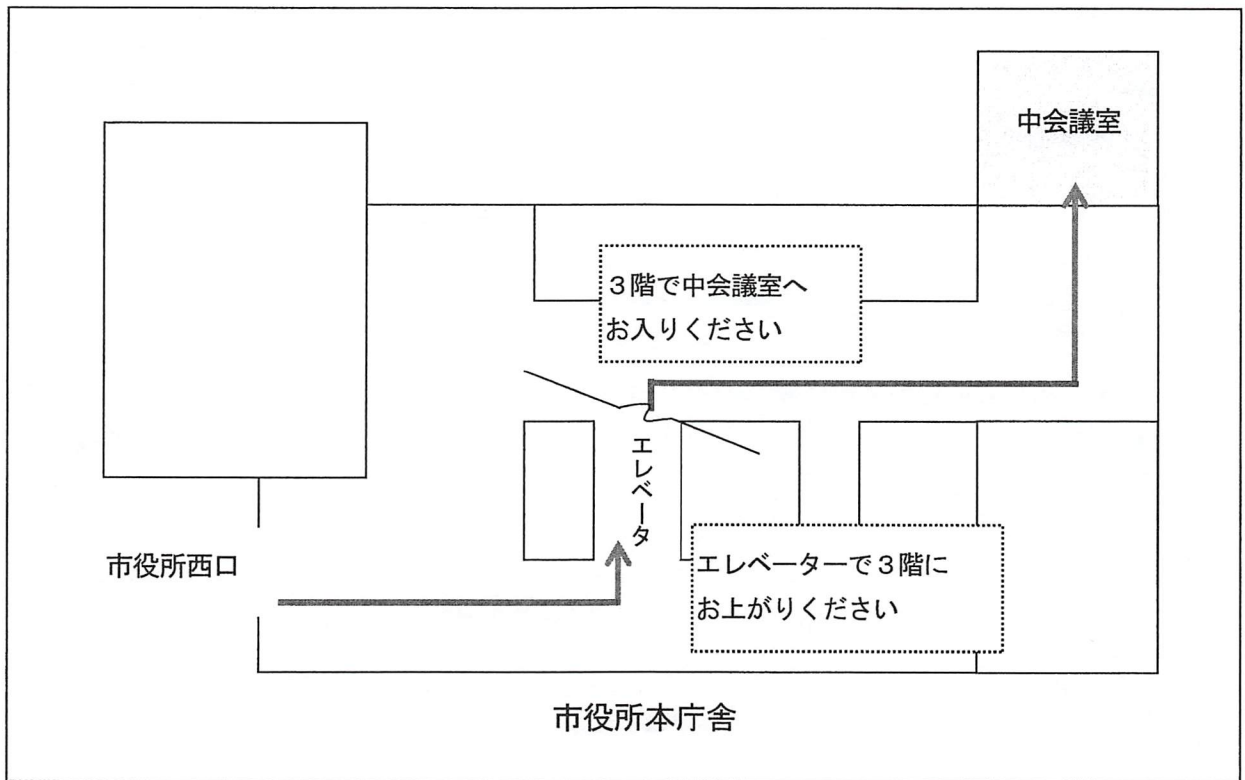 中会議室
３階で中会議室へ
お入りください
エレベータ
エレベーターで３階に
お上がりください
市役所西口
市役所本庁舎